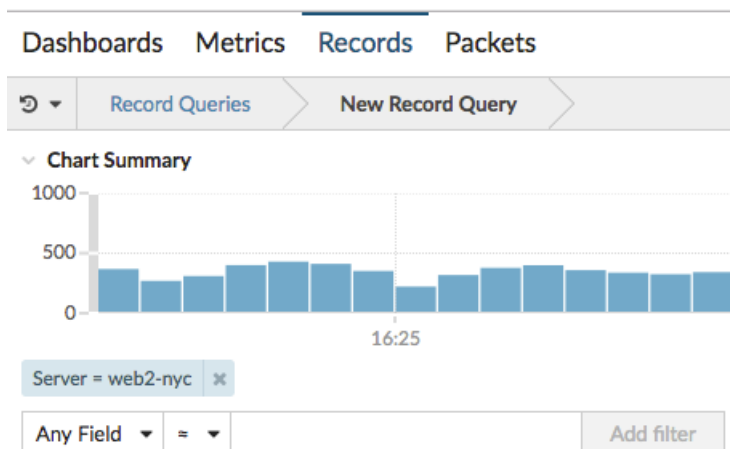 Dashboards Metrics Records Packets
Record Queries New Record Query
Chart Summary
1000
500
0
16:25
Server = web2-nyc ×
Any Field ≈ Add filter